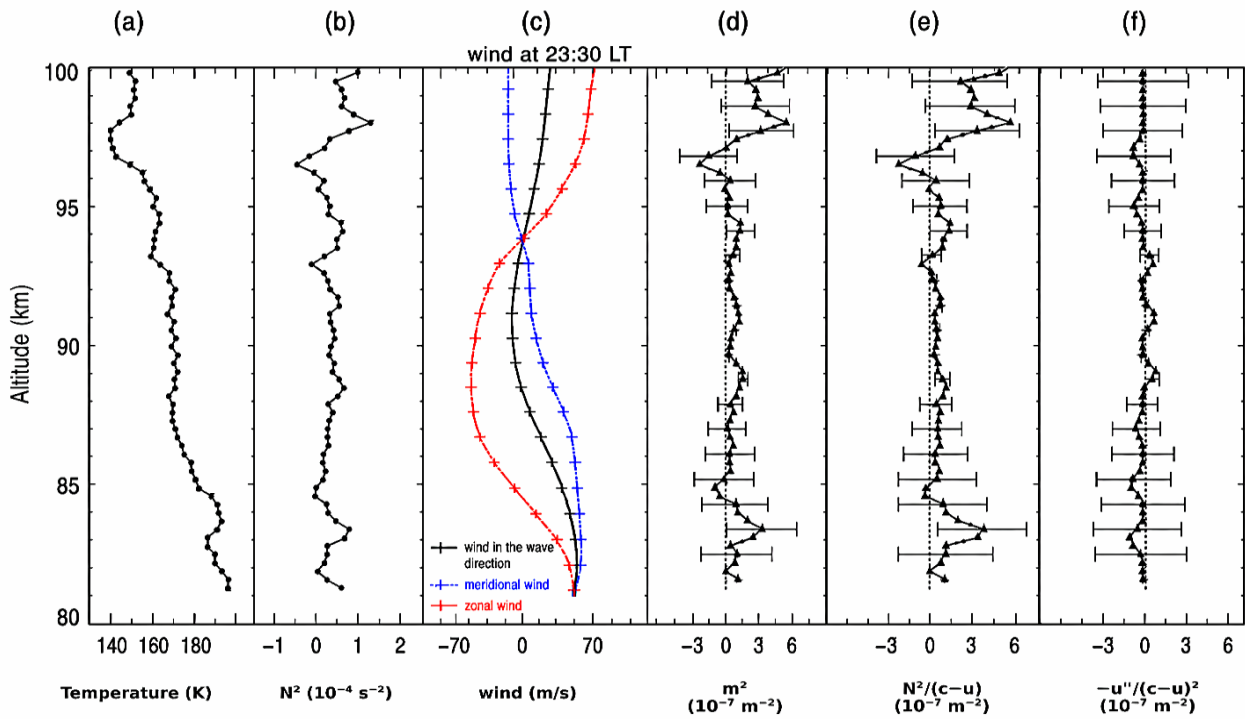 (a) (b) (c) (d) (e) (f)
wind at 23:30 LT
100
95
90
85
80
Altitude (km)
wind in the wave
direction
meridional wind
zonal wind
140 160 180 −1 0 1 2 −70 0 70 −3 0 3 6 −3 0 3 6 −3 0 3 6
Temperature (K) N² (10⁻⁴ s⁻²) wind (m/s) m² N²/(c−u) −u''/(c−u)²
(10⁻⁷ m⁻²) (10⁻⁷ m⁻²) (10⁻⁷ m⁻²)